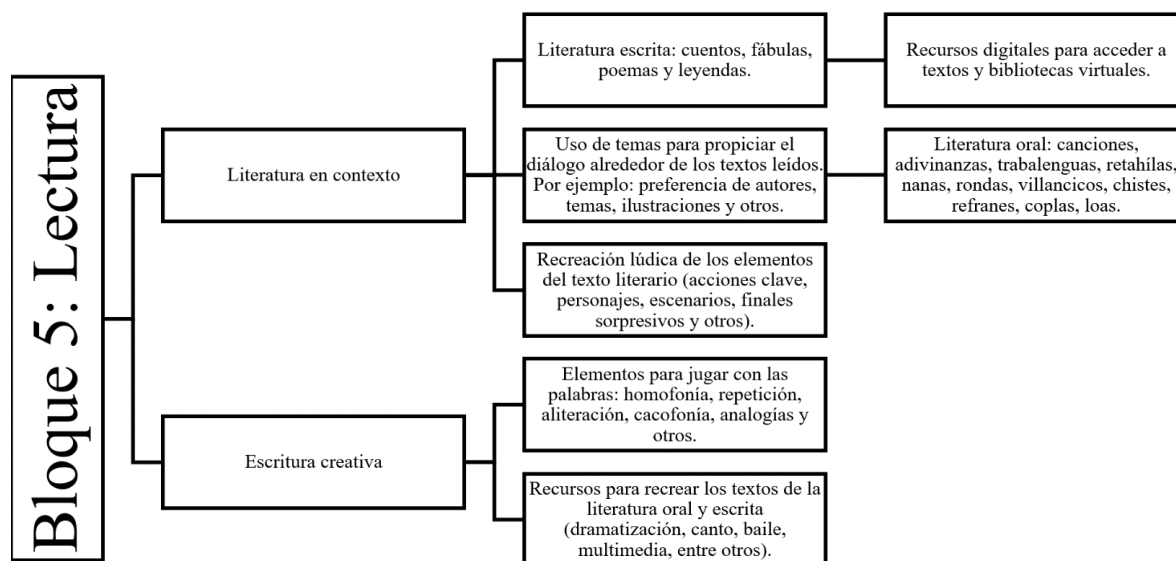 Bloque 5: Lectura
Literatura en contexto
Literatura escrita: cuentos, fábulas,
poemas y leyendas.
Recursos digitales para acceder a
textos y bibliotecas virtuales.
Uso de temas para propiciar el
diálogo alrededor de los textos leídos.
Por ejemplo: preferencia de autores,
temas, ilustraciones y otros.
Literatura oral: canciones,
adivinanzas, trabalenguas, retahílas,
nanas, rondas, villancicos, chistes,
refranes, coplas, loas.
Recreación lúdica de los elementos
del texto literario (acciones clave,
personajes, escenarios, finales
sorpresivos y otros).
Escritura creativa
Elementos para jugar con las
palabras: homofonía, repetición,
aliteración, cacofonía, analogías y
otros.
Recursos para recrear los textos de la
literatura oral y escrita
(dramatización, canto, baile,
multimedia, entre otros).